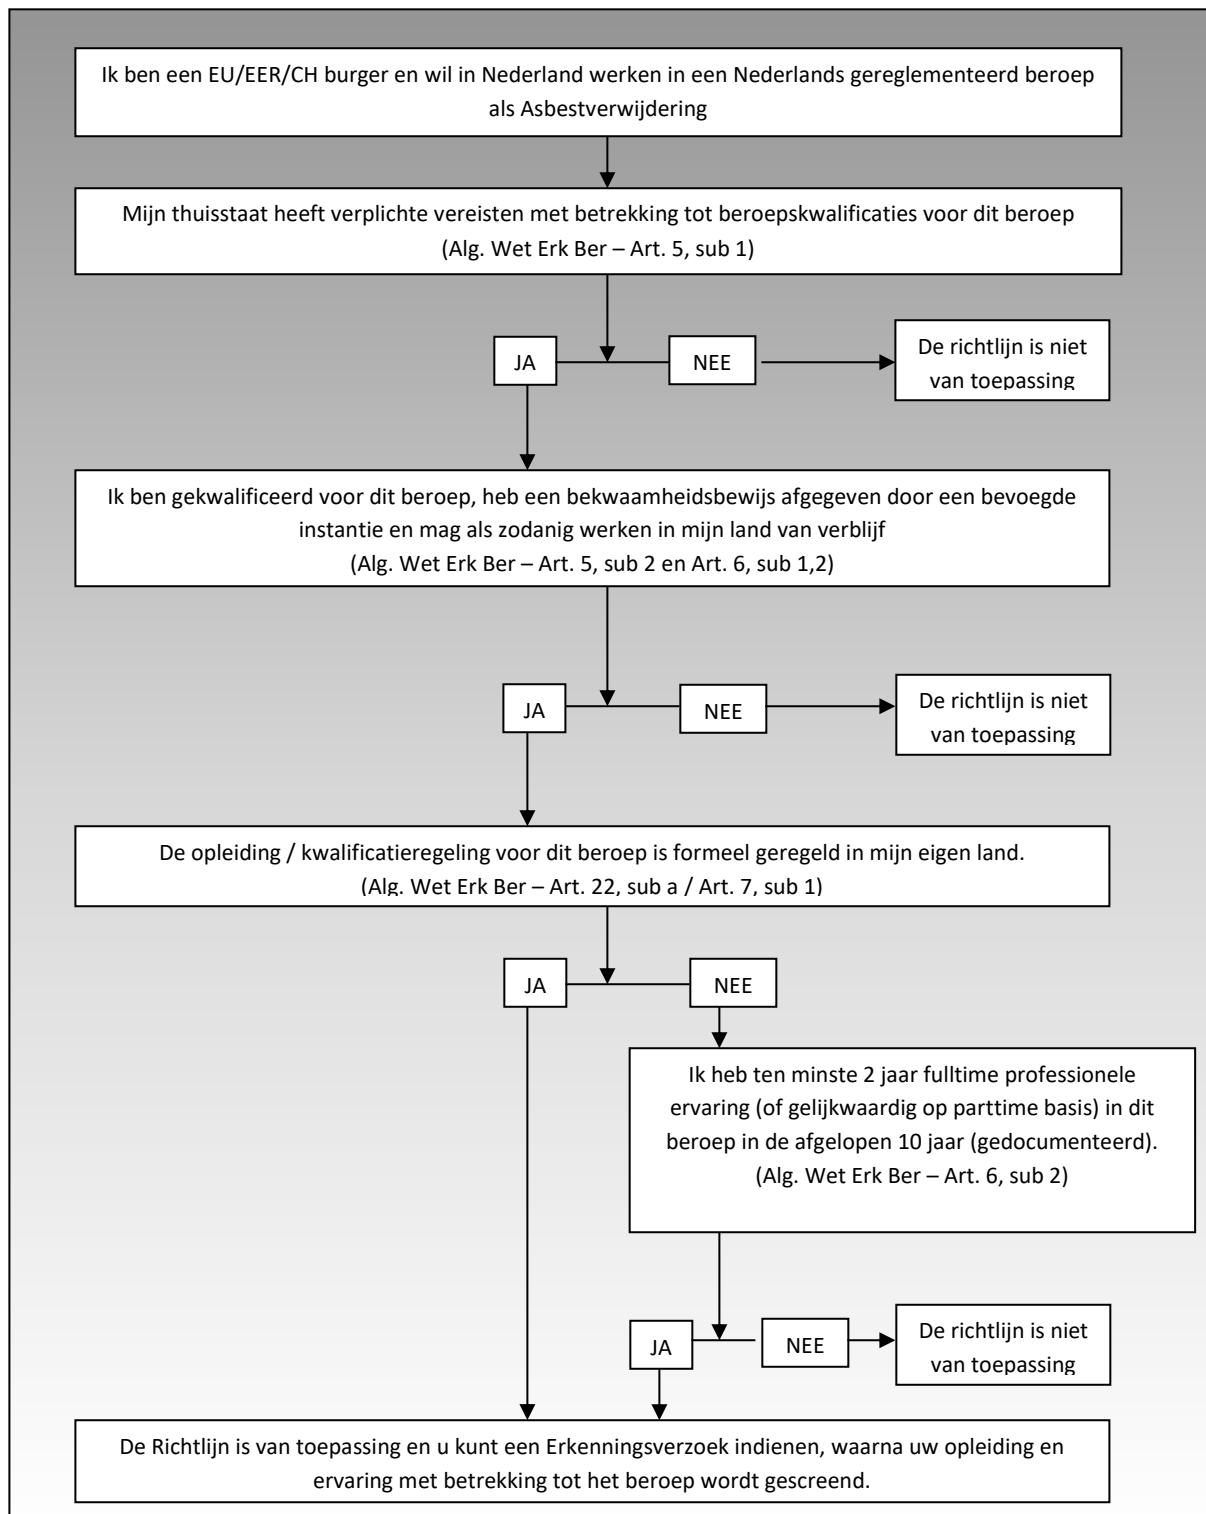 Ik ben een EU/EER/CH burger en wil in Nederland werken in een Nederlands gereglementeerd beroep
als Asbestverwijdering
Mijn thuisstaat heeft verplichte vereisten met betrekking tot beroepskwalificaties voor dit beroep
(Alg. Wet Erk Ber – Art. 5, sub 1)
JA
NEE
De richtlijn is niet
van toepassing
Ik ben gekwalificeerd voor dit beroep, heb een bekwaamheidsbewijs afgegeven door een bevoegde
instantie en mag als zodanig werken in mijn land van verblijf
(Alg. Wet Erk Ber – Art. 5, sub 2 en Art. 6, sub 1,2)
JA
NEE
De richtlijn is niet
van toepassing
De opleiding / kwalificatieregeling voor dit beroep is formeel geregeld in mijn eigen land.
(Alg. Wet Erk Ber – Art. 22, sub a / Art. 7, sub 1)
JA
NEE
Ik heb ten minste 2 jaar fulltime professionele
ervaring (of gelijkwaardig op parttime basis) in dit
beroep in de afgelopen 10 jaar (gedocumenteerd).
(Alg. Wet Erk Ber – Art. 6, sub 2)
JA
NEE
De richtlijn is niet
van toepassing
De Richtlijn is van toepassing en u kunt een Erkenningsverzoek indienen, waarna uw opleiding en
ervaring met betrekking tot het beroep wordt gescreend.